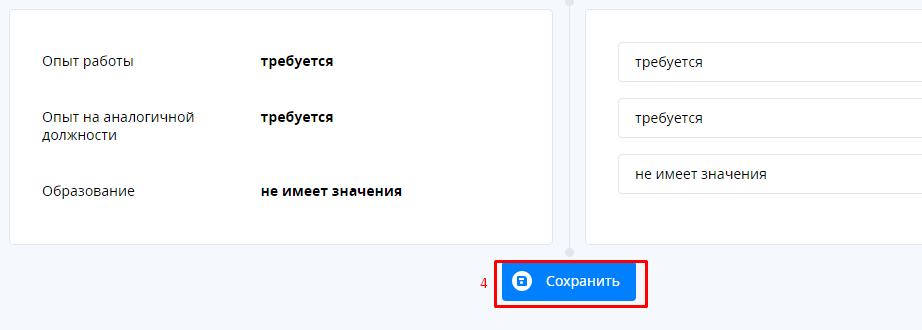 Опыт работы
требуется
Опыт на аналогичной
должности
требуется
Образование
не имеет значения
требуется
требуется
не имеет значения
4
Сохранить